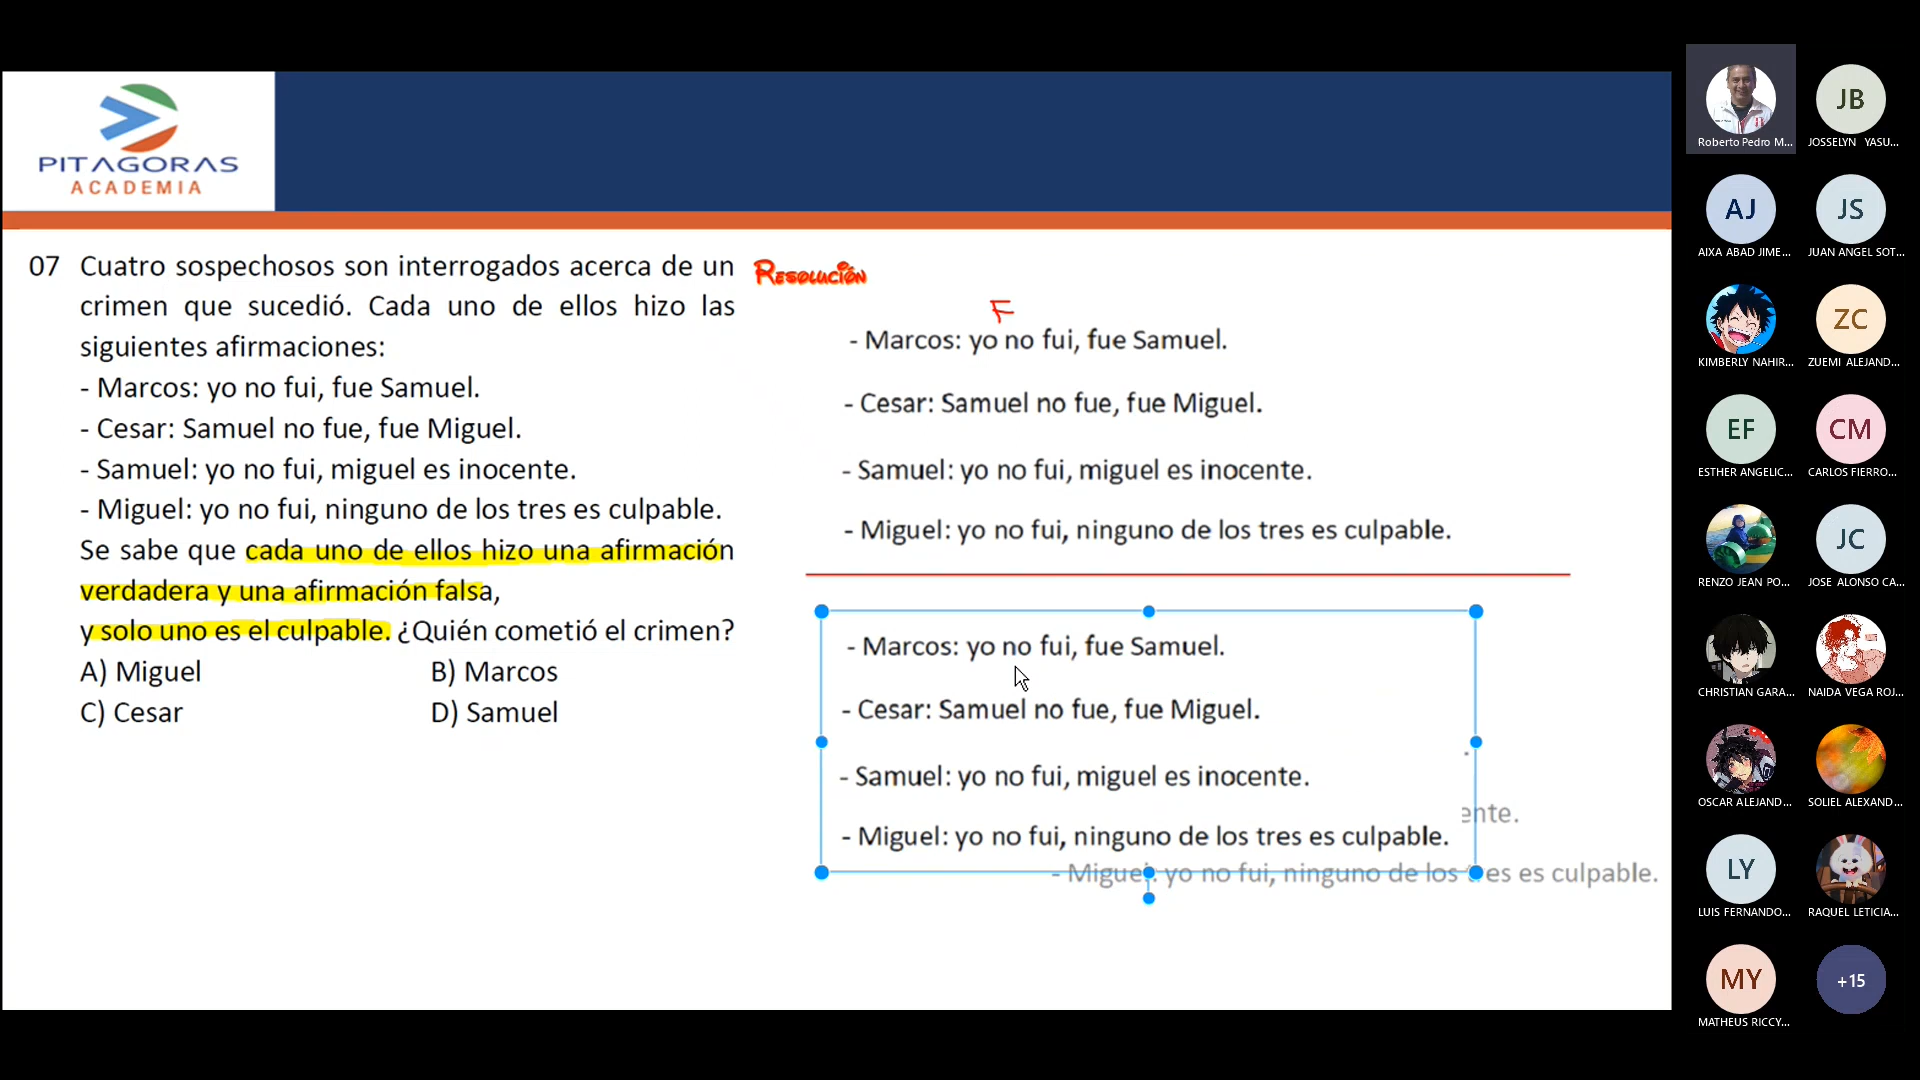 PITAGORAS
ACADEMIA
07 Cuatro sospechosos son interrogados acerca de un
crimen que sucedió. Cada uno de ellos hizo las
siguientes afirmaciones:
- Marcos: yo no fui, fue Samuel.
- Cesar: Samuel no fue, fue Miguel.
- Samuel: yo no fui, miguel es inocente.
- Miguel: yo no fui, ninguno de los tres es culpable.
Se sabe que cada uno de ellos hizo una afirmación
verdadera y una afirmación falsa,
y solo uno es el culpable. ¿Quién cometió el crimen?
A) Miguel B) Marcos
C) Cesar D) Samuel
RESOLUCIÓN
F
- Marcos: yo no fui, fue Samuel.
- Cesar: Samuel no fue, fue Miguel.
- Samuel: yo no fui, miguel es inocente.
- Miguel: yo no fui, ninguno de los tres es culpable.
- Marcos: yo no fui, fue Samuel.
- Cesar: Samuel no fue, fue Miguel.
- Samuel: yo no fui, miguel es inocente.
- Miguel: yo no fui, ninguno de los tres es culpable.
ente.
- Miguel: yo no fui, ninguno de los tres es culpable.
Roberto Pedro M...
JB
JOSSELYN YASU...
AJ
AIXA ABAD JIME...
JS
JUAN ANGEL SOT...
KIMBERLY NAHIR...
ZC
ZUEMI ALEJAND...
EF
ESTHER ANGELIC...
CM
CARLOS FIERRO...
RENZO JEAN PO...
JC
JOSE ALONSO CA...
CHRISTIAN GARA...
NAIDA VEGA ROJ...
OSCAR ALEJAND...
SOLIEL ALEXAND...
LY
LUIS FERNANDO...
RAQUEL LETICIA...
MY
MATHEUS RICCY...
+15